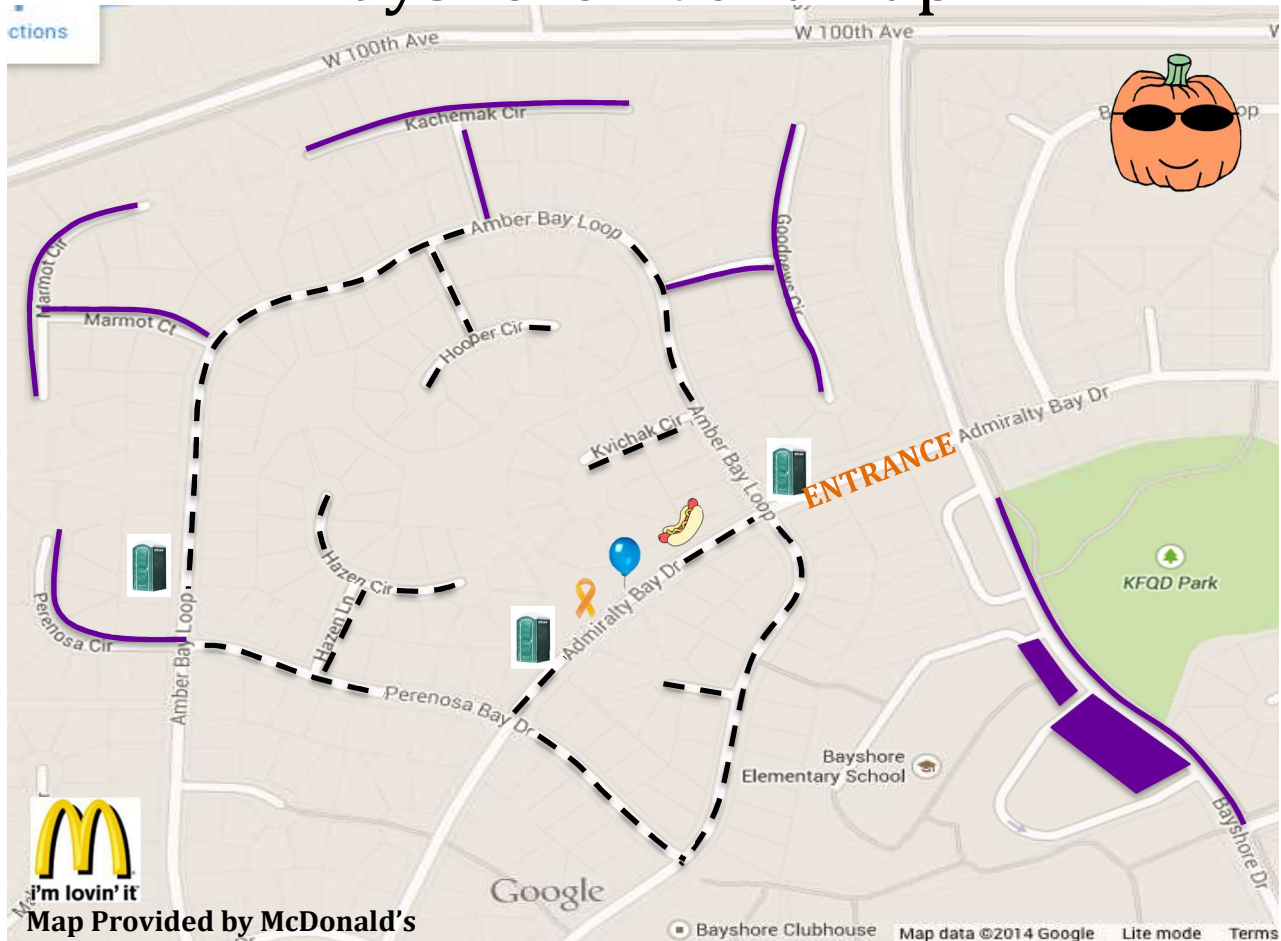 ctions
W 100th Ave
W 100th Ave
Kachemak Cir
Amber Bay Loop
Goodnews Cir
Marmot Cir
Marmot Ct
Hooper Cir
Kvichak Cir
Amber Bay Loop
Admiralty Bay Dr
ENTRANCE
Hazen Cir
Hazen Ln
KFQD Park
Admiralty Bay Dr
Perenosa Cir
Amber Bay Loop
Perenosa Bay Dr
Bayshore
Elementary School
Bayshore Dr
i'm lovin' it
Google
Map Provided by McDonald's
Bayshore Clubhouse
Map data ©2014 Google
Lite mode
Terms